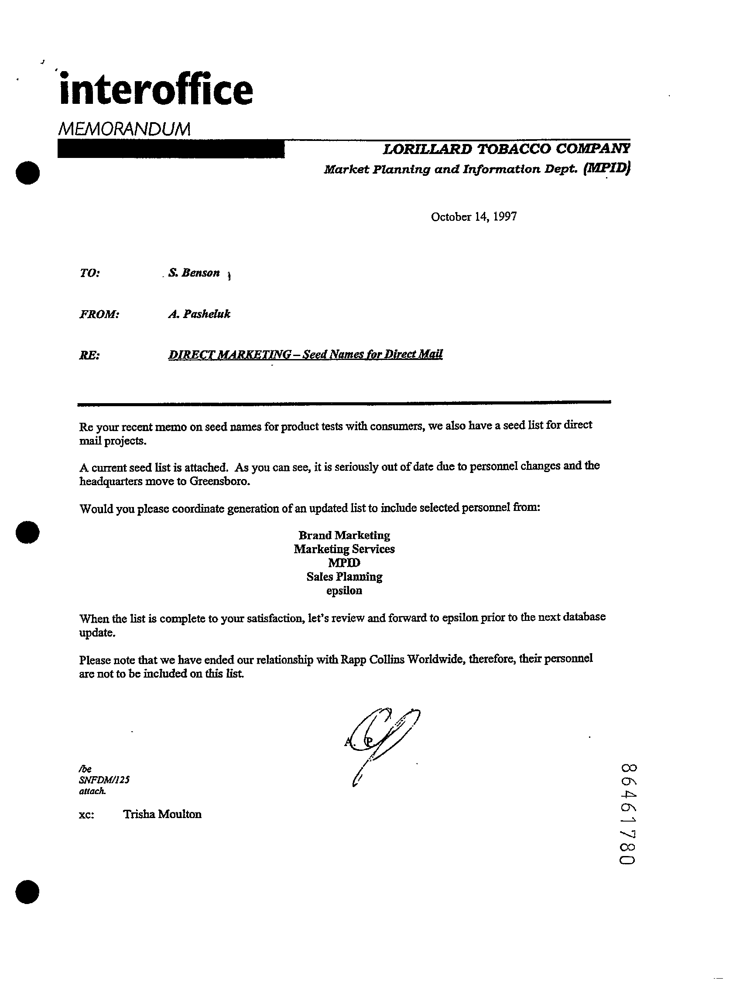 interoffice
MEMORANDUM
LORILLARD TOBACCO COMPANY
Market Planning and Information Dept. (MPID)
October 14, 1997
TO: S. Benson
FROM: A. Pasheluk
RE: DIRECT MARKETING – Seed Names for Direct Mail
Re your recent memo on seed names for product tests with consumers, we also have a seed list for direct
mail projects.
A current seed list is attached. As you can see, it is seriously out of date due to personnel changes and the
headquarters move to Greensboro.
Would you please coordinate generation of an updated list to include selected personnel from:
Brand Marketing
Marketing Services
MPID
Sales Planning
epsilon
When the list is complete to your satisfaction, let's review and forward to epsilon prior to the next database
update.
Please note that we have ended our relationship with Rapp Collins Worldwide, therefore, their personnel
are not to be included on this list.
A. P.
/be
SNFDM/125
attach.
xc: Trisha Moulton
86461780